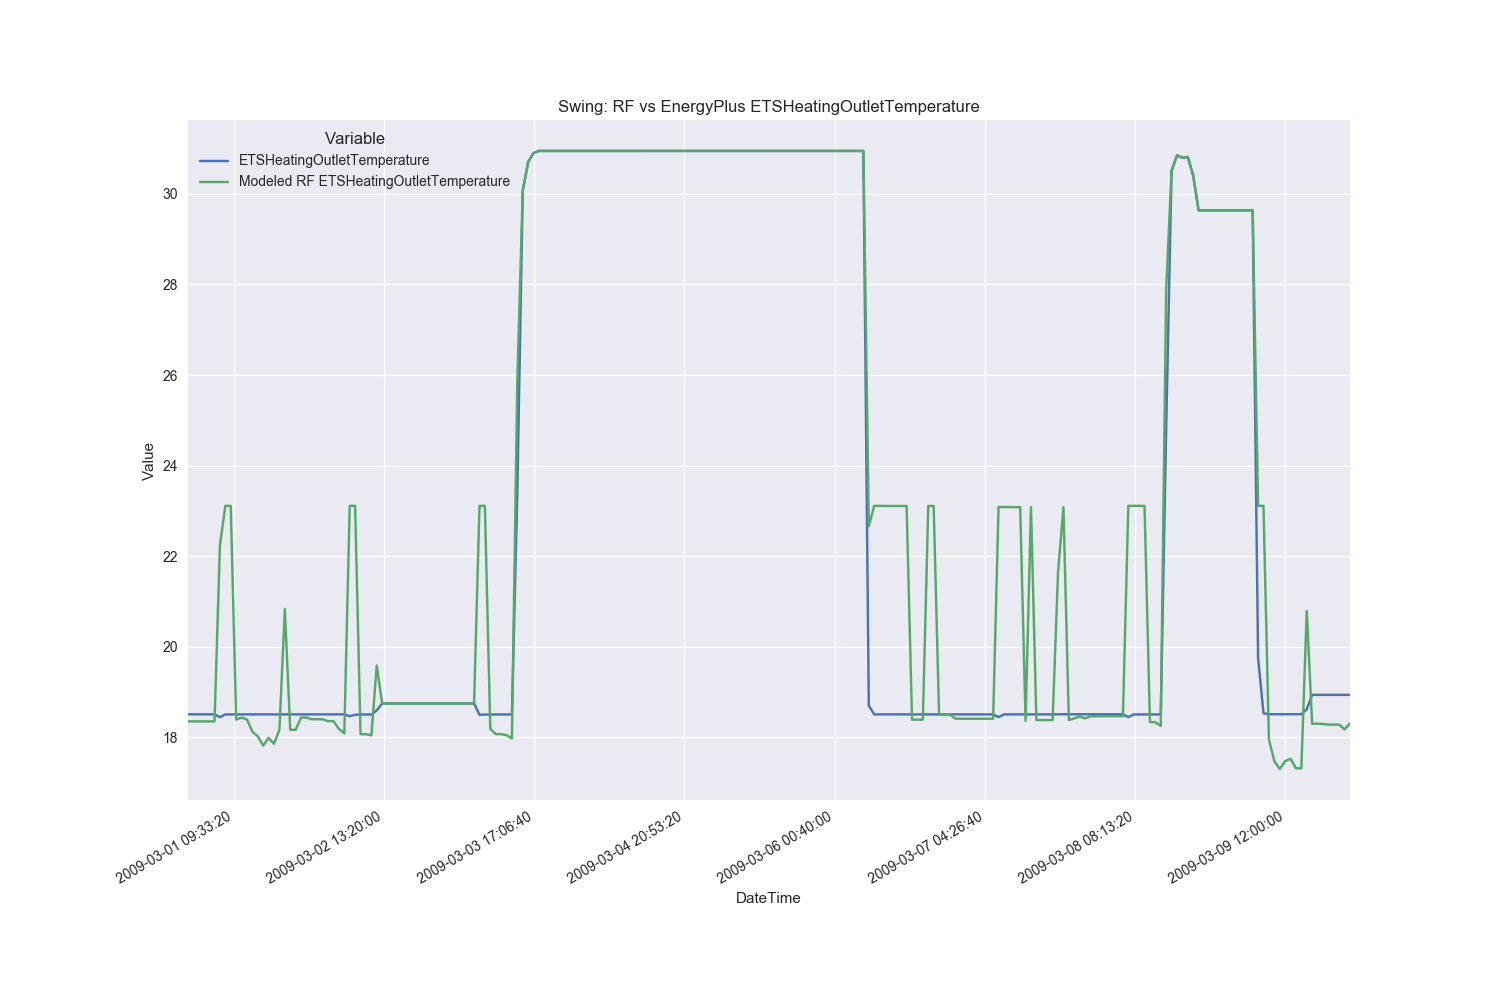 Swing: RF vs EnergyPlus ETSHeatingOutletTemperature
Variable
ETSHeatingOutletTemperature
Modeled RF ETSHeatingOutletTemperature
30
28
26
24
22
20
18
Value
2009-03-01 09:33:20
2009-03-02 13:20:00
2009-03-03 17:06:40
2009-03-04 20:53:20
2009-03-06 00:40:00
2009-03-07 04:26:40
2009-03-08 08:13:20
2009-03-09 12:00:00
DateTime